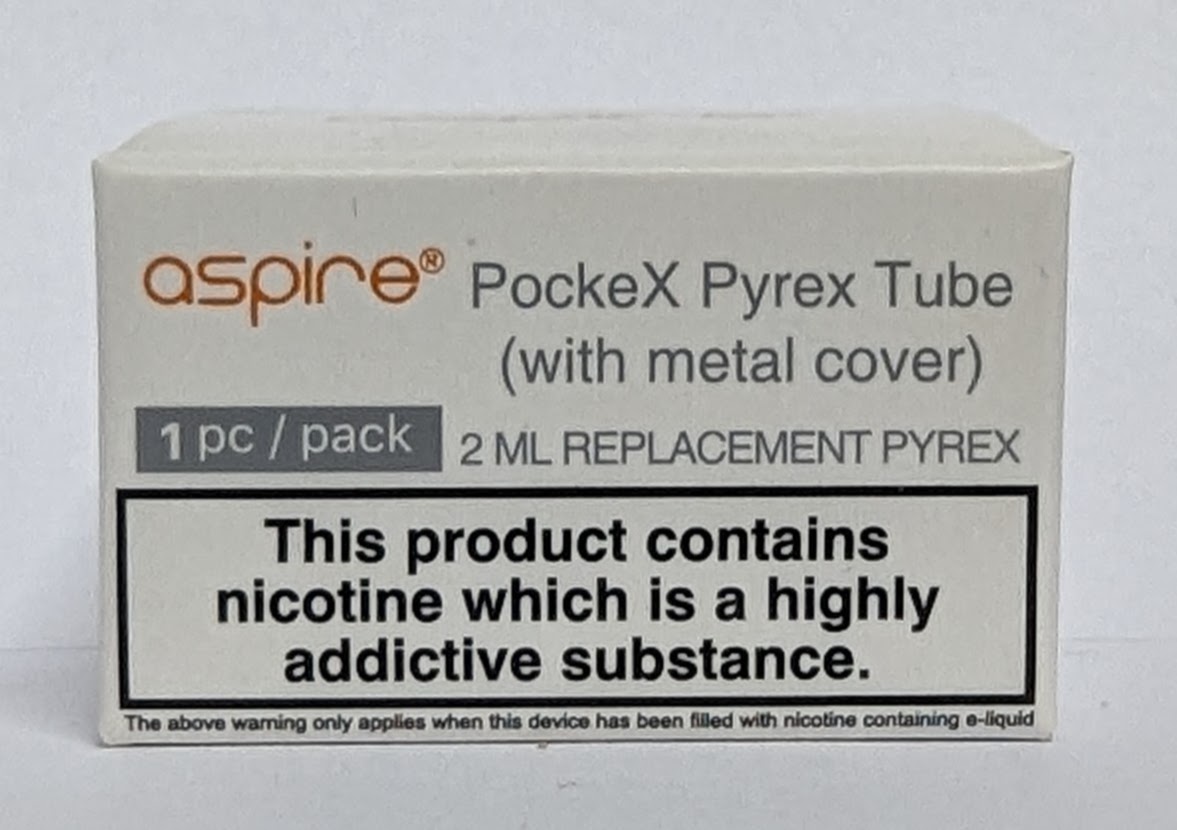 aspire® PockeX Pyrex Tube
(with metal cover)
1 pc / pack 2 ML REPLACEMENT PYREX
This product contains
nicotine which is a highly
addictive substance.
The above warning only applies when this device has been filled with nicotine containing e-liquid